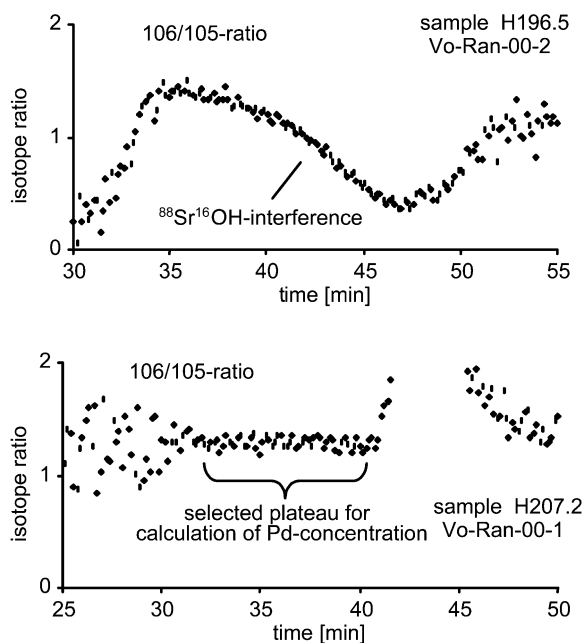 106/105-ratio
sample H196.5
Vo-Ran-00-2
isotope ratio
2
1
0
⁸⁸Sr¹⁶OH-interference
30 35 40 45 50 55
time [min]
106/105-ratio
isotope ratio
2
1
0
selected plateau for
calculation of Pd-concentration
sample H207.2
Vo-Ran-00-1
25 30 35 40 45 50
time [min]